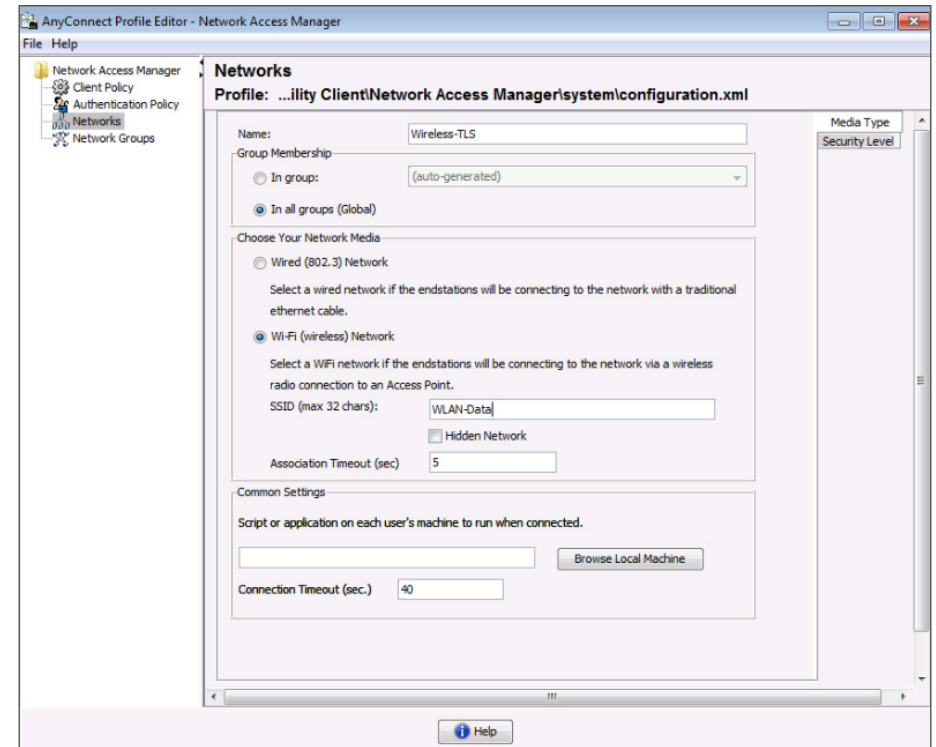 AnyConnect Profile Editor - Network Access Manager
File Help
Network Access Manager
Client Policy
Authentication Policy
Networks
Network Groups
Networks
Profile: ...ility Client\Network Access Manager\system\configuration.xml
Media Type
Security Level
Name: Wireless-TLS
Group Membership
In group: (auto-generated)
In all groups (Global)
Choose Your Network Media
Wired (802.3) Network
Select a wired network if the endstations will be connecting to the network with a traditional
ethernet cable.
Wi-Fi (wireless) Network
Select a WiFi network if the endstations will be connecting to the network via a wireless
radio connection to an Access Point.
SSID (max 32 chars): WLAN-Data
Hidden Network
Association Timeout (sec) 5
Common Settings
Script or application on each user's machine to run when connected.
Browse Local Machine
Connection Timeout (sec.) 40
Help